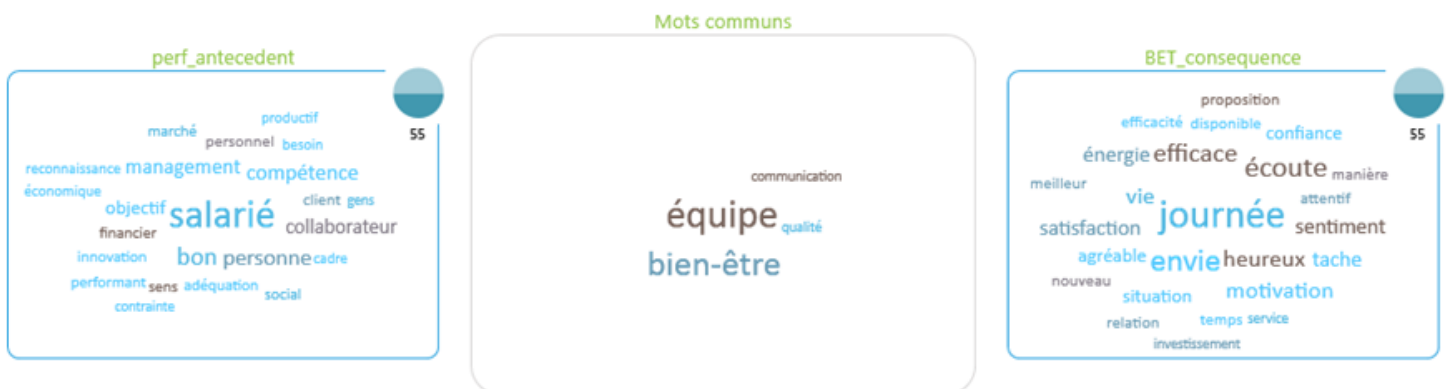 Mots communs
perf_antecedent
productif
marché
personnel besoin
reconnaissance management compétence
économique
objectif salarié client gens
financier collaborateur
innovation bon personne cadre
performant sens adéquation social
contrainte
55
communication
équipe qualité
bien-être
BET_consequence
proposition
efficacité disponible confiance
énergie efficace écoute manière
meilleur vie journée attentif
satisfaction sentiment
agréable envie heureux tache
nouveau situation motivation
relation temps service
investissement
55